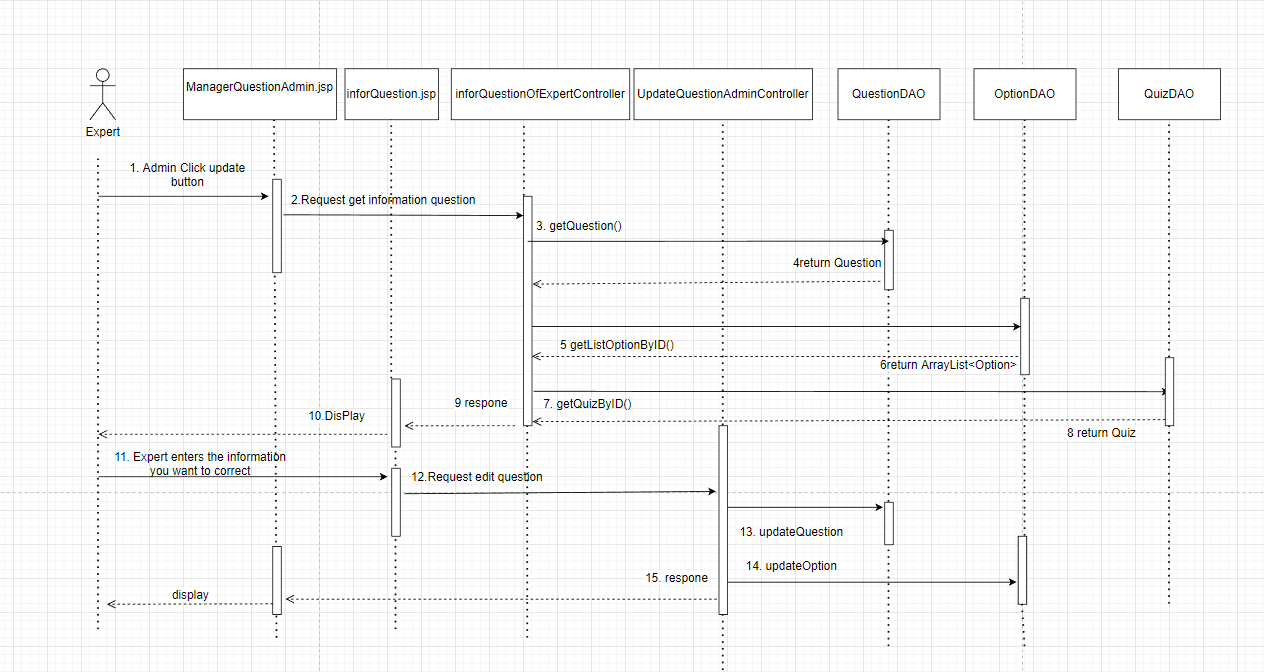 ManagerQuestionAdmin.jsp
inforQuestion.jsp
inforQuestionOfExpertController
UpdateQuestionAdminController
QuestionDAO
OptionDAO
QuizDAO
Expert
1. Admin Click update
button
2.Request get information question
3. getQuestion()
4return Question
5 getListOptionByID()
6return ArrayList<Option>
7. getQuizByID()
8 return Quiz
9 respone
10.DisPlay
11. Expert enters the information
you want to correct
12.Request edit question
13. updateQuestion
14. updateOption
15. respone
display